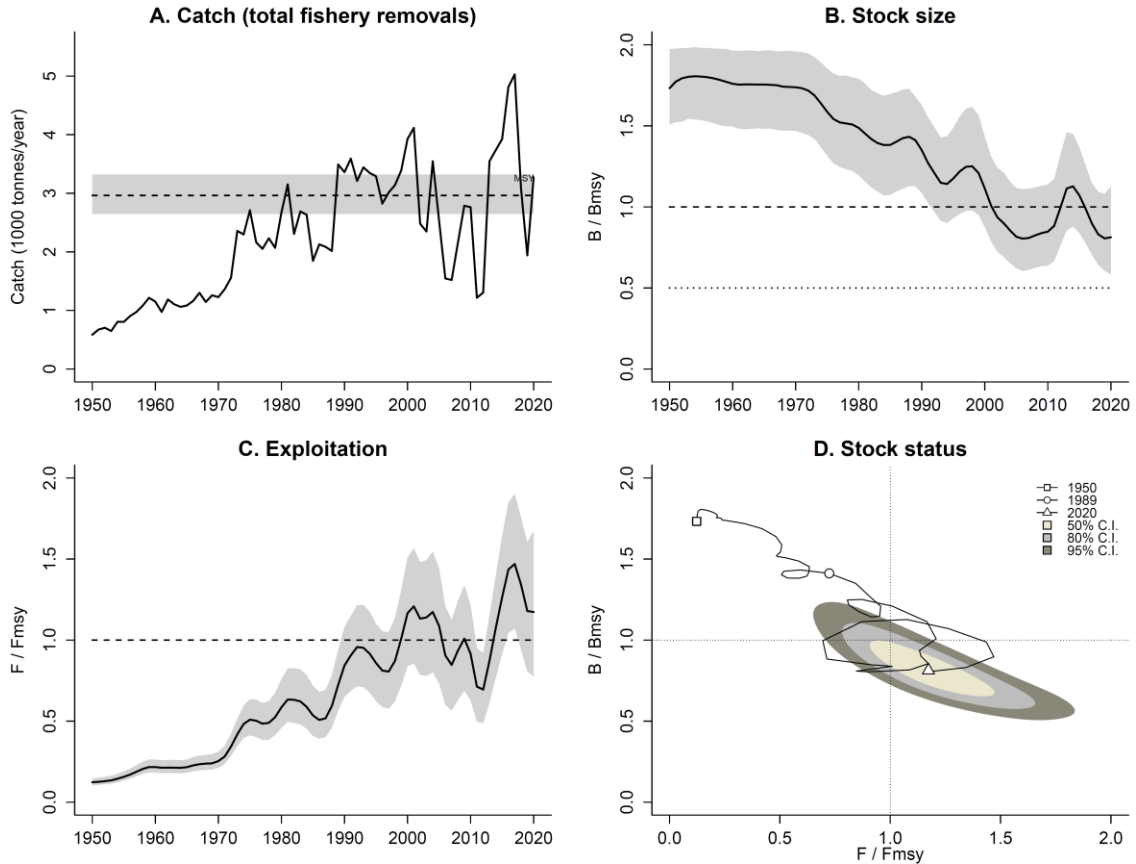 A. Catch (total fishery removals)
Catch (1000 tonnes/year)
5
4
3
2
1
0
MSY
1950 1960 1970 1980 1990 2000 2010 2020
B. Stock size
B / Bmsy
2.0
1.5
1.0
0.5
0.0
1950 1960 1970 1980 1990 2000 2010 2020
C. Exploitation
F / Fmsy
2.0
1.5
1.0
0.5
0.0
1950 1960 1970 1980 1990 2000 2010 2020
D. Stock status
B / Bmsy
2.0
1.5
1.0
0.5
0.0
1950
1989
2020
50% C.I.
80% C.I.
95% C.I.
0.0 0.5 1.0 1.5 2.0
F / Fmsy